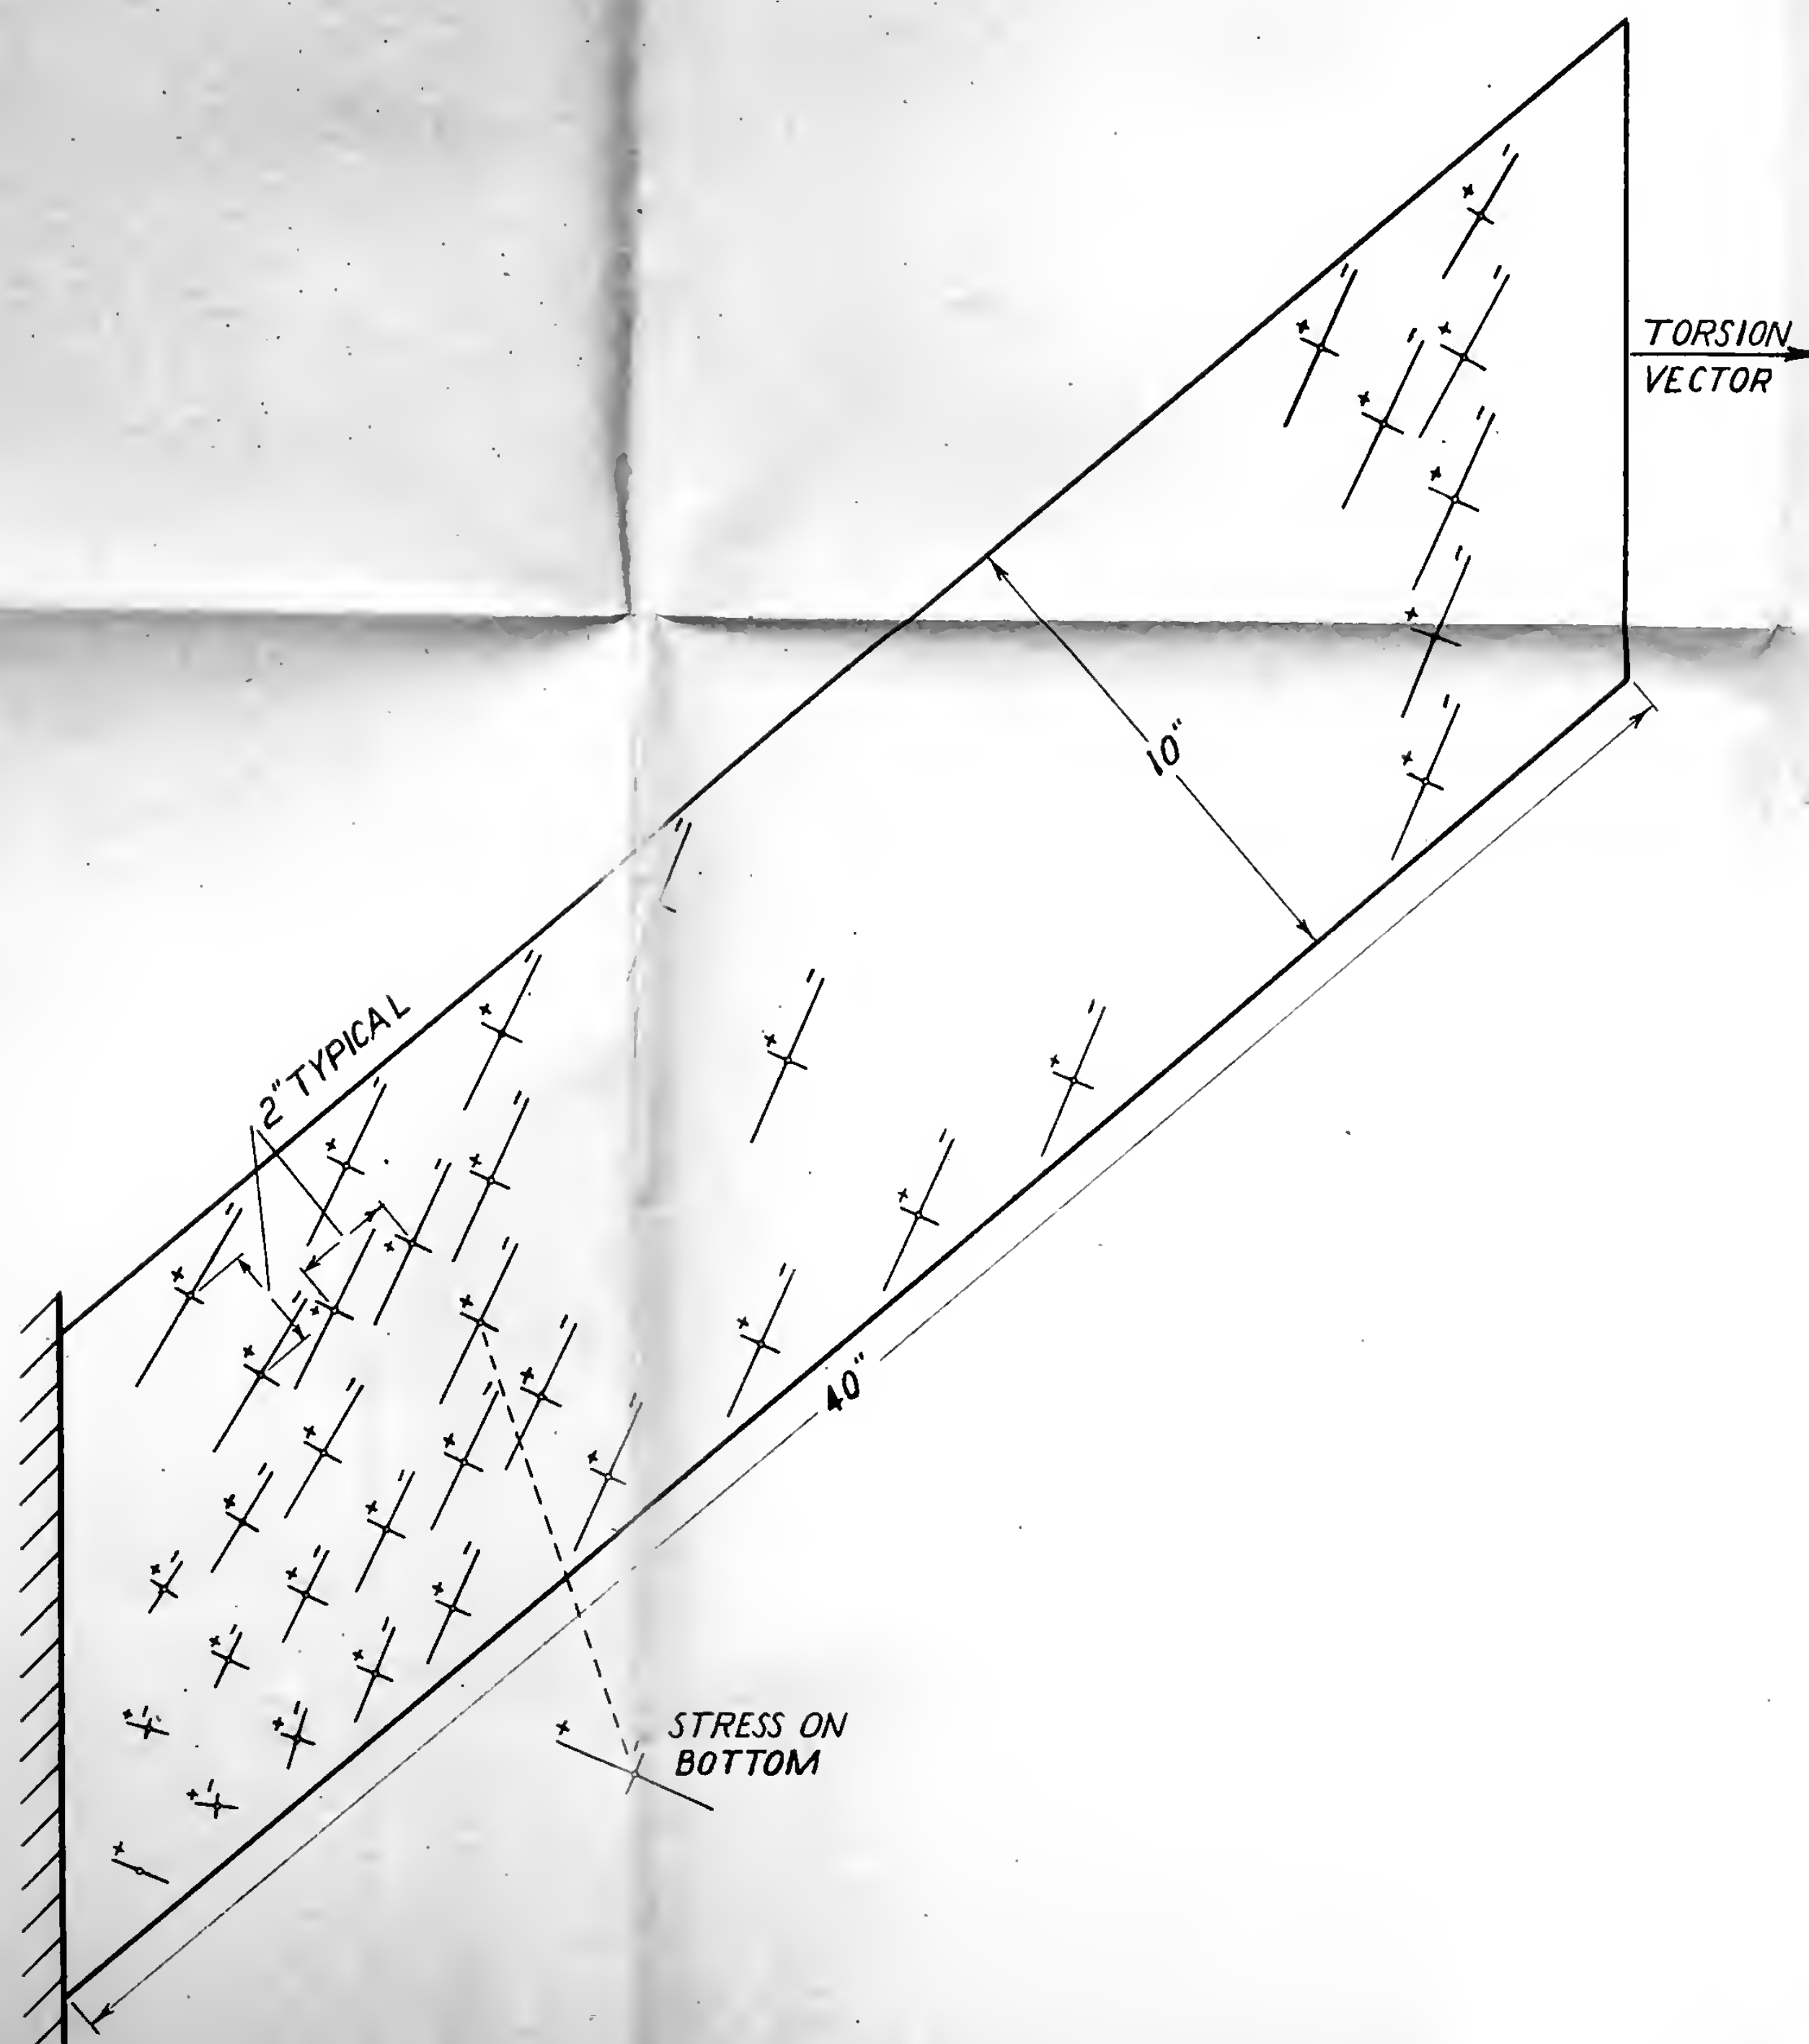 TORSION
VECTOR
10"
2" TYPICAL
40"
STRESS ON
BOTTOM